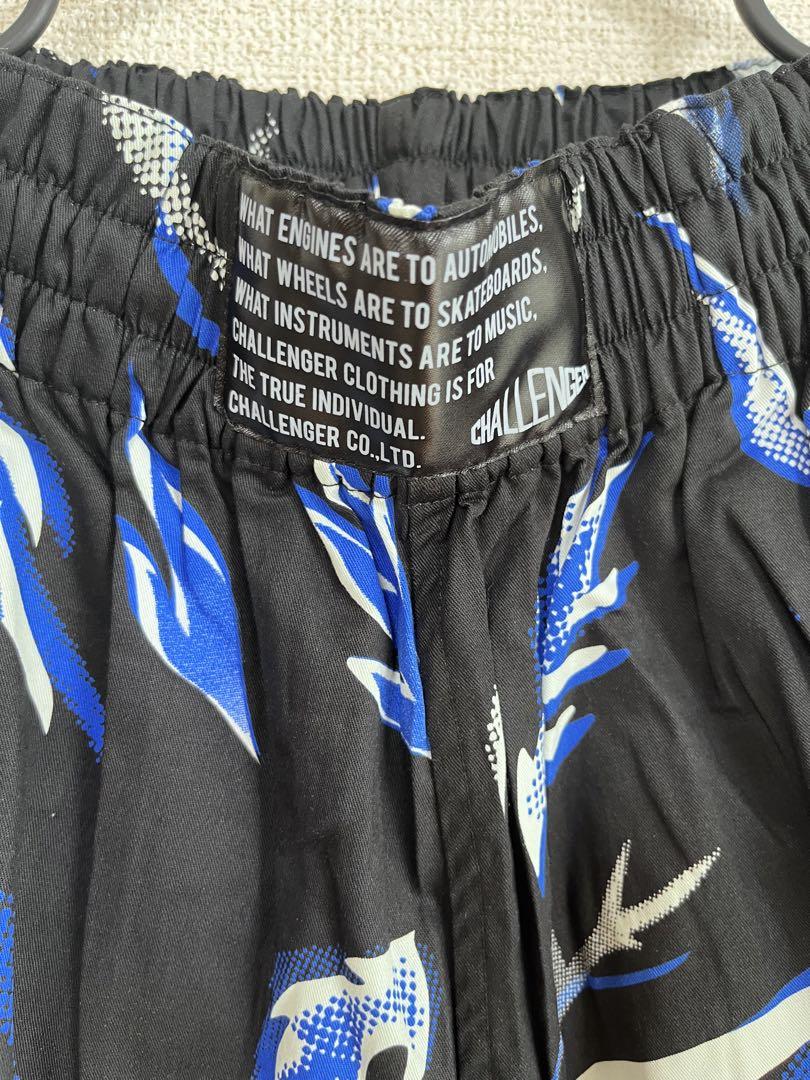 WHAT ENGINES ARE TO AUTOMOBILES,
WHAT WHEELS ARE TO SKATEBOARDS,
WHAT INSTRUMENTS ARE TO MUSIC,
CHALLENGER CLOTHING IS FOR
THE TRUE INDIVIDUAL.
CHALLENGER CO.,LTD.
CHALLENGER